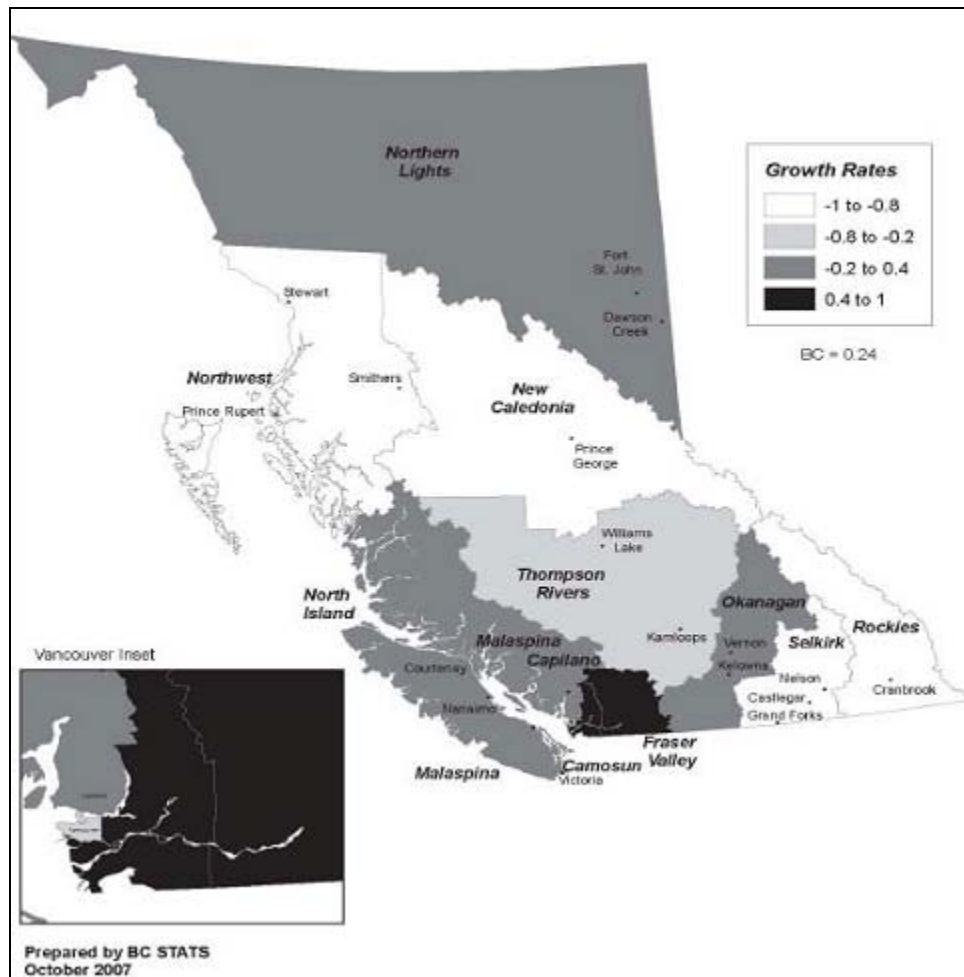 Northern
Lights
Growth Rates
-1 to -0.8
-0.8 to -0.2
-0.2 to 0.4
0.4 to 1
BC = 0.24
Fort
St. John
Dawson
Creek
Stewart
Smithers
Northwest
Prince Rupert
New
Caledonia
Prince
George
Williams
Lake
Thompson
Rivers
North
Island
Okanagan
Malaspina
Capilano
Kamloops
Vernon
Kelowna
Selkirk
Rockies
Courtenay
Nanaimo
Nelson
Castlegar
Grand Forks
Cranbrook
Fraser
Valley
Malaspina
Camosun
Victoria
Vancouver Inset
Prepared by BC STATS
October 2007